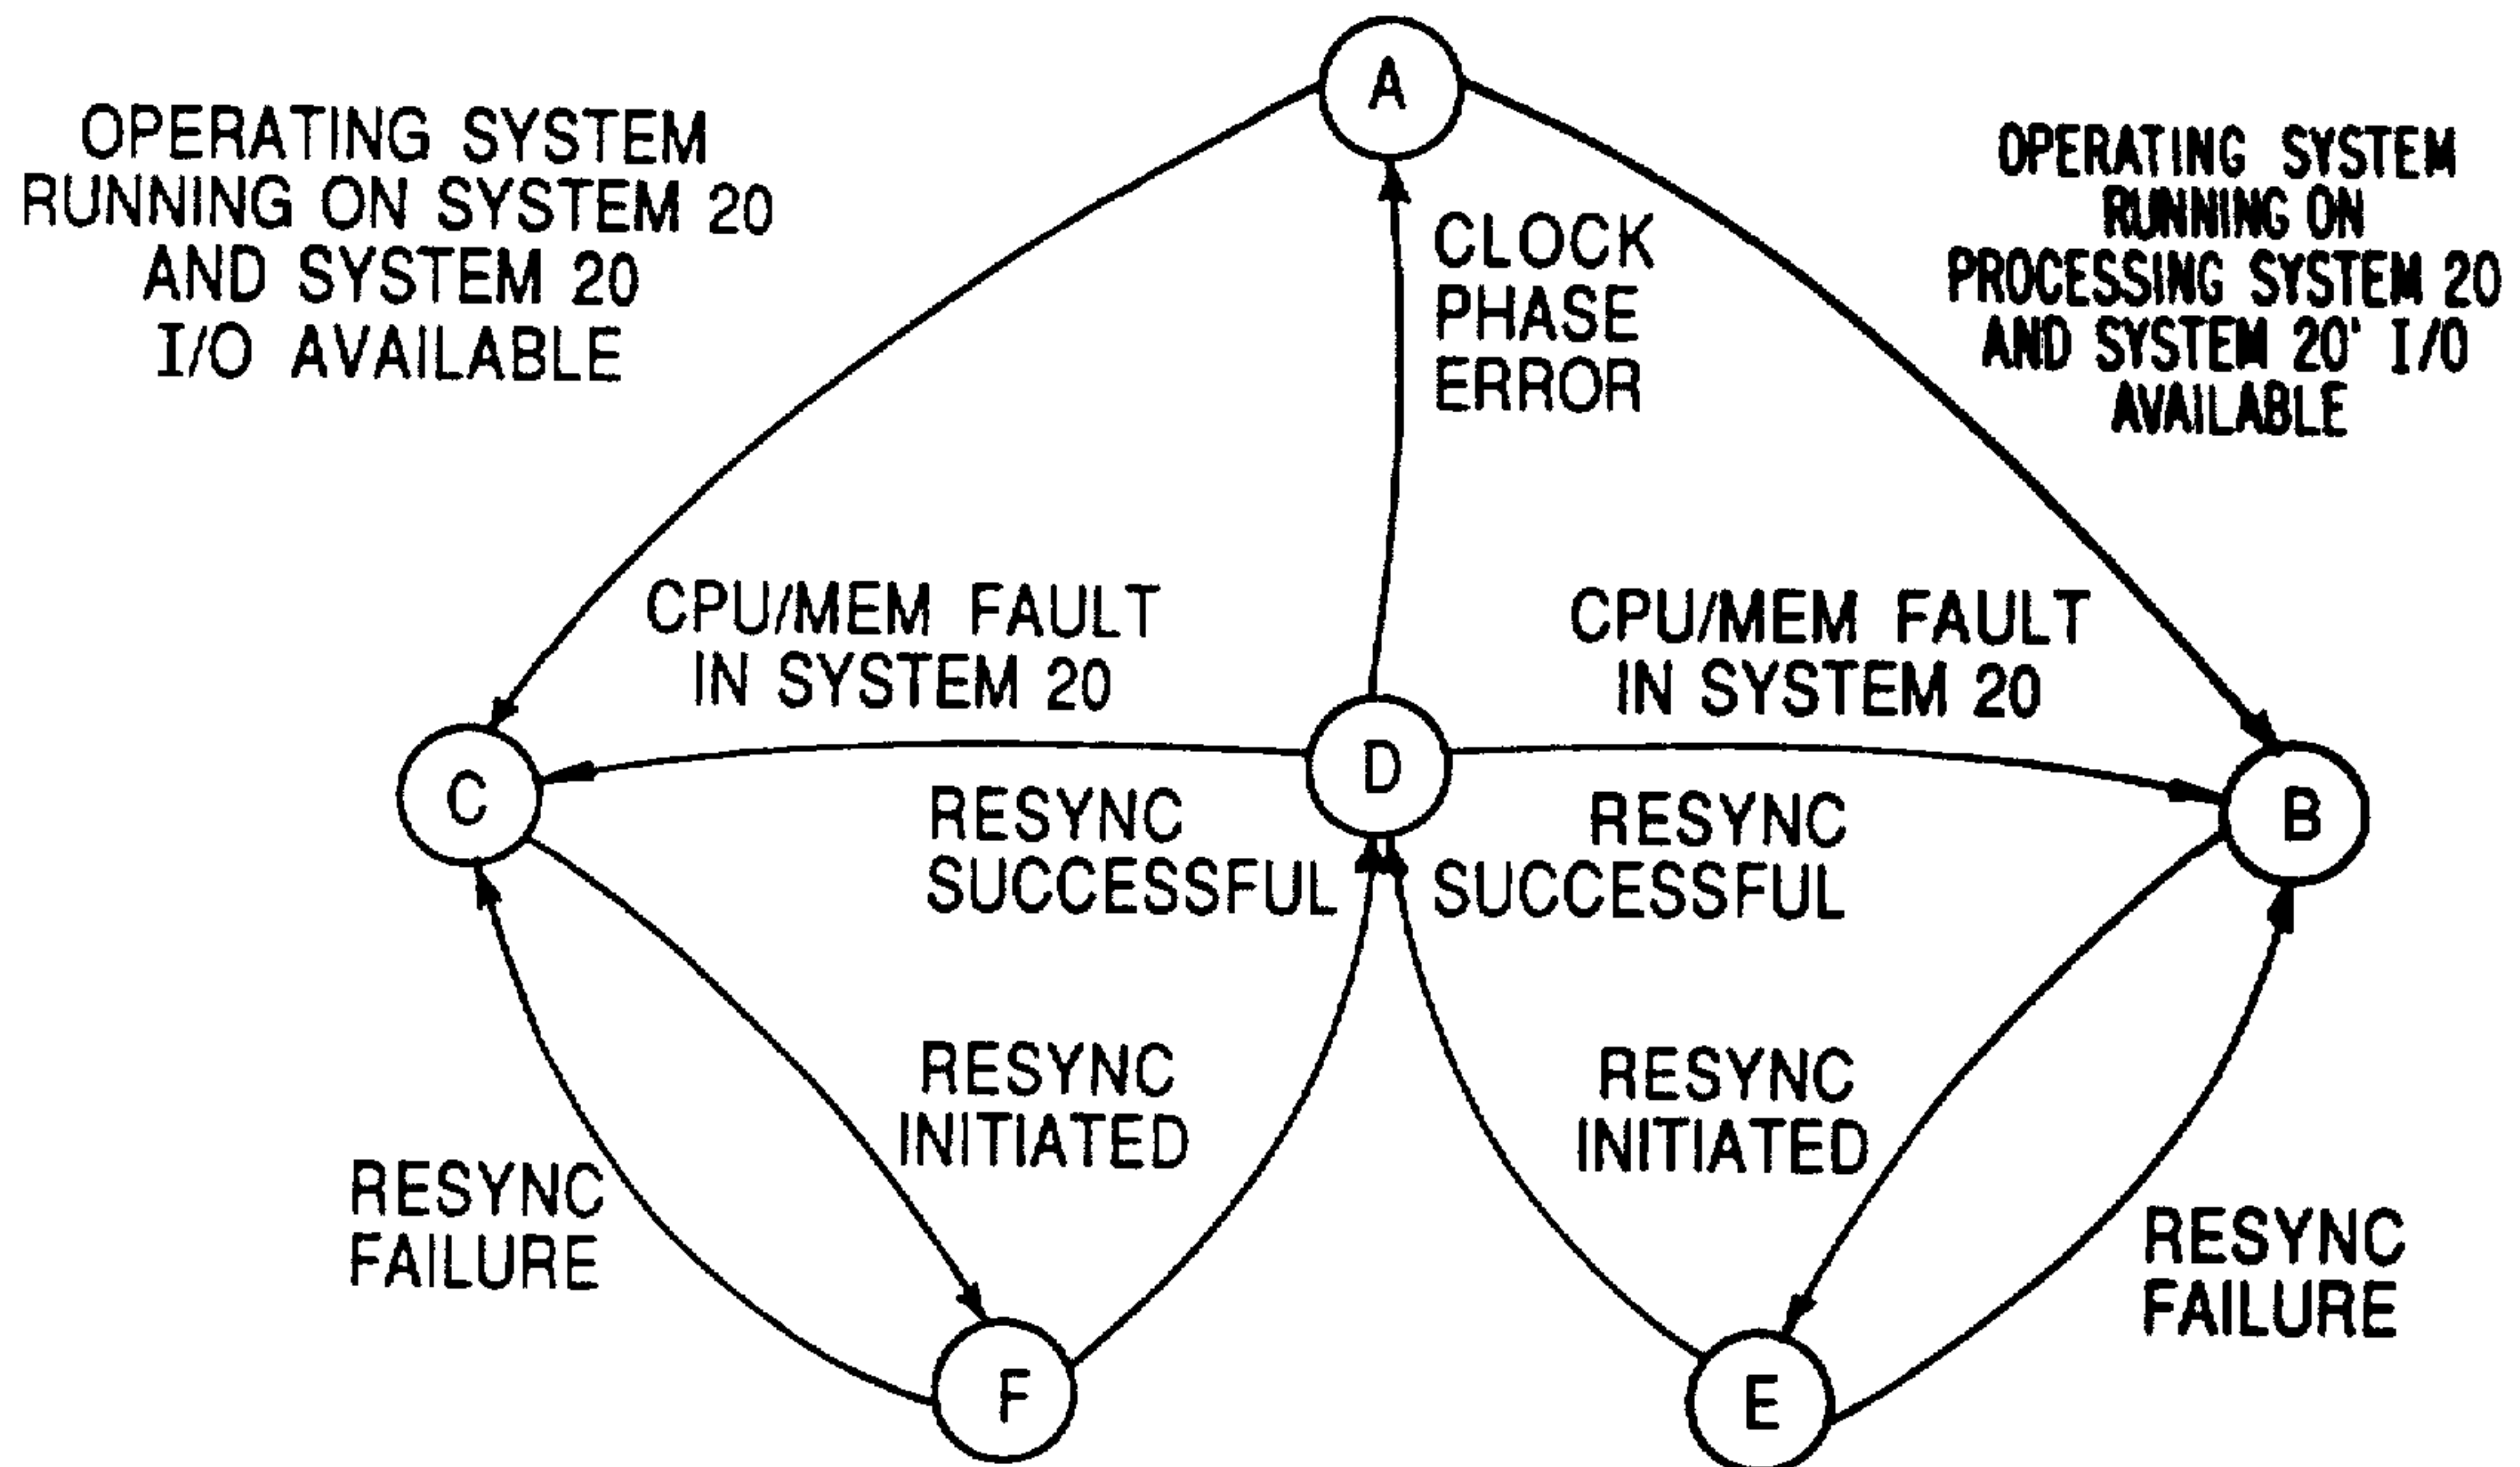 A
OPERATING SYSTEM
RUNNING ON SYSTEM 20
AND SYSTEM 20
I/O AVAILABLE
CLOCK
PHASE
ERROR
OPERATING SYSTEM
RUNNING ON
PROCESSING SYSTEM 20
AND SYSTEM 20' I/O
AVAILABLE
CPU/MEM FAULT
IN SYSTEM 20
CPU/MEM FAULT
IN SYSTEM 20
C
D
B
RESYNC
SUCCESSFUL
RESYNC
SUCCESSFUL
RESYNC
INITIATED
RESYNC
INITIATED
RESYNC
FAILURE
RESYNC
FAILURE
F
E